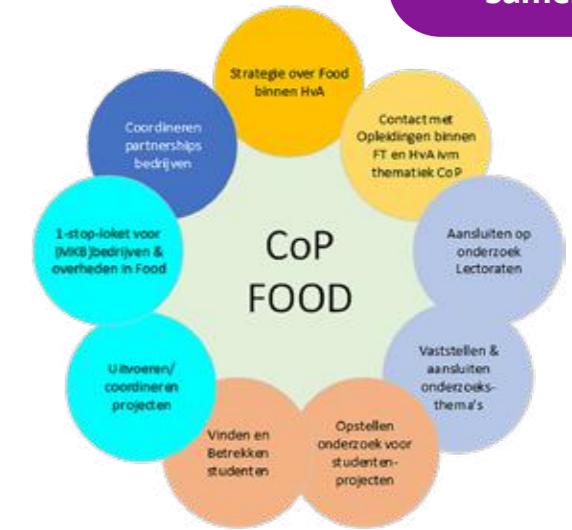 same
Strategie over Food
binnen HvA
Contact met
Opleidingen binnen
FT en HvA ivm
thematiek CoP
Aansluiten op
onderzoek
Lectoraten
Vaststellen &
aansluiten
onderzoeks-
thema's
Opstellen
onderzoek voor
studenten-
projecten
Vinden en
Betrekken
studenten
Uitvoeren/
coordineren
projecten
1-stop-loket voor
(MKB)bedrijven &
overheden in Food
Coordineren
partnerships
bedrijven
CoP
FOOD